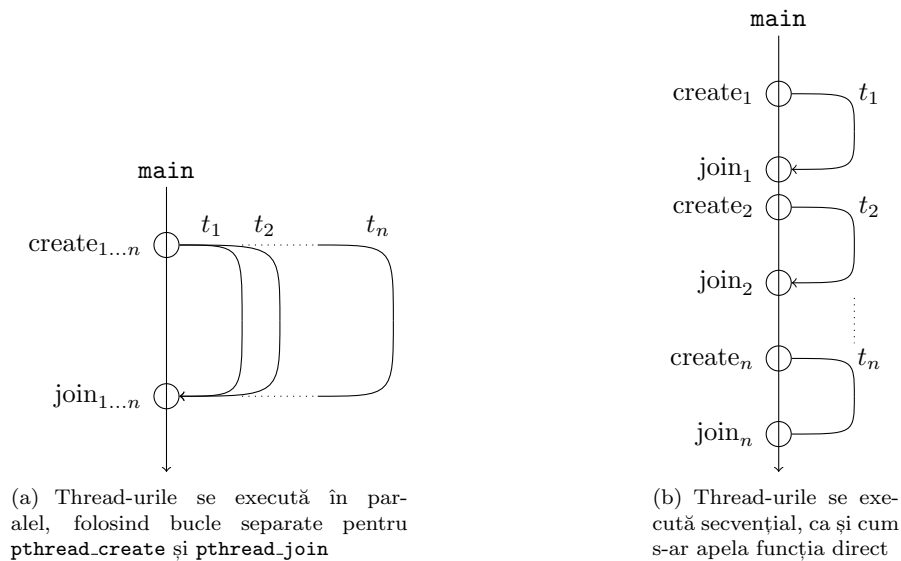 main
t₁ t₂ tₙ
create₁…ₙ
join₁…ₙ
(a) Thread-urile se execută în par-
alel, folosind bucle separate pentru
pthread_create și pthread_join
main
create₁ t₁
join₁
create₂ t₂
join₂
createₙ tₙ
joinₙ
(b) Thread-urile se exe-
cută secvențial, ca și cum
s-ar apela funcția direct